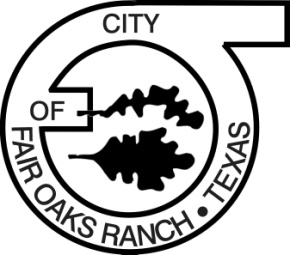 CITY
OF
FAIR OAKS RANCH • TEXAS